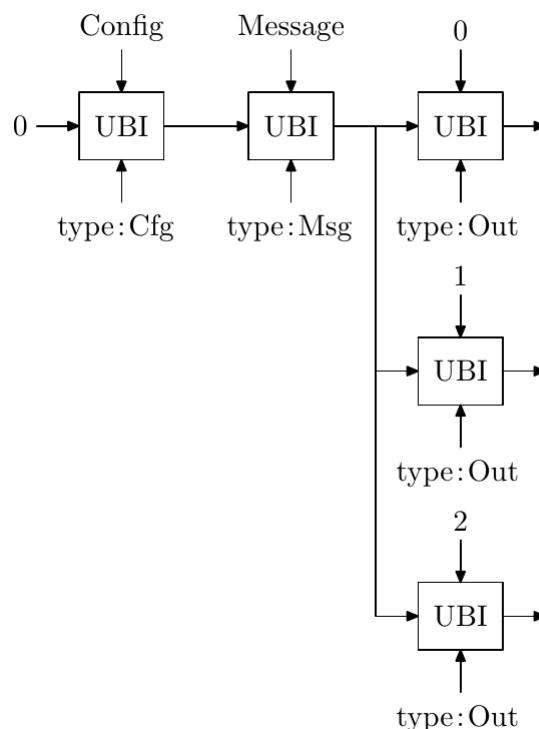 Config Message 0
0 UBI UBI UBI
type:Cfg type:Msg type:Out
1
UBI
type:Out
2
UBI
type:Out